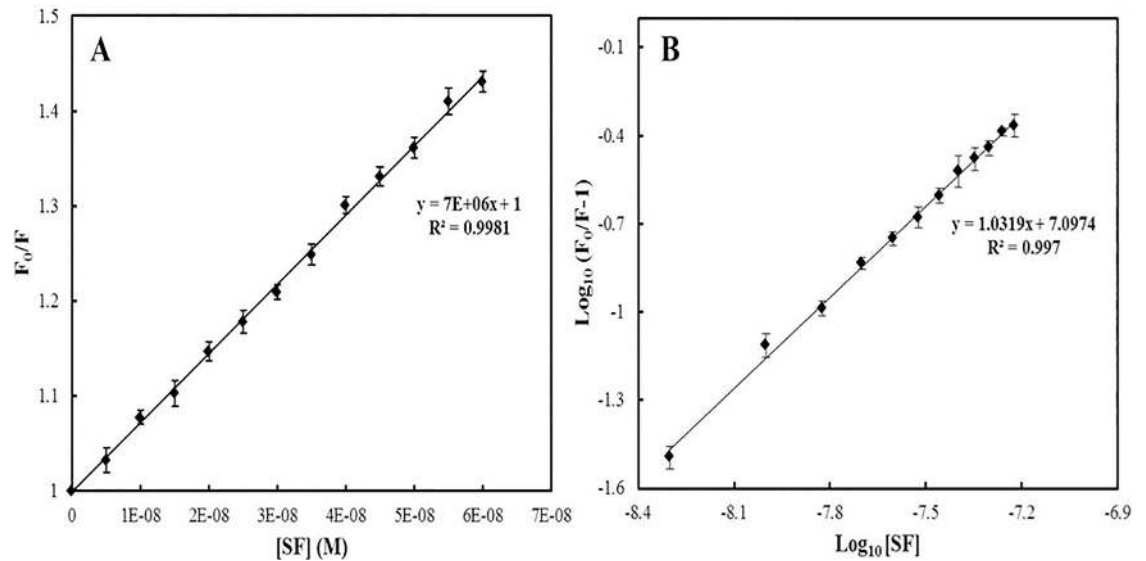 A
1.5
1.4
1.3
1.2
1.1
1
F₀/F
y = 7E+06x + 1
R² = 0.9981
0
1E-08
2E-08
3E-08
4E-08
5E-08
6E-08
7E-08
[SF] (M)
B
-0.1
-0.4
-0.7
-1
-1.3
-1.6
Log₁₀ (F₀/F-1)
y = 1.0319x + 7.0974
R² = 0.997
-8.4
-8.1
-7.8
-7.5
-7.2
-6.9
Log₁₀[SF]